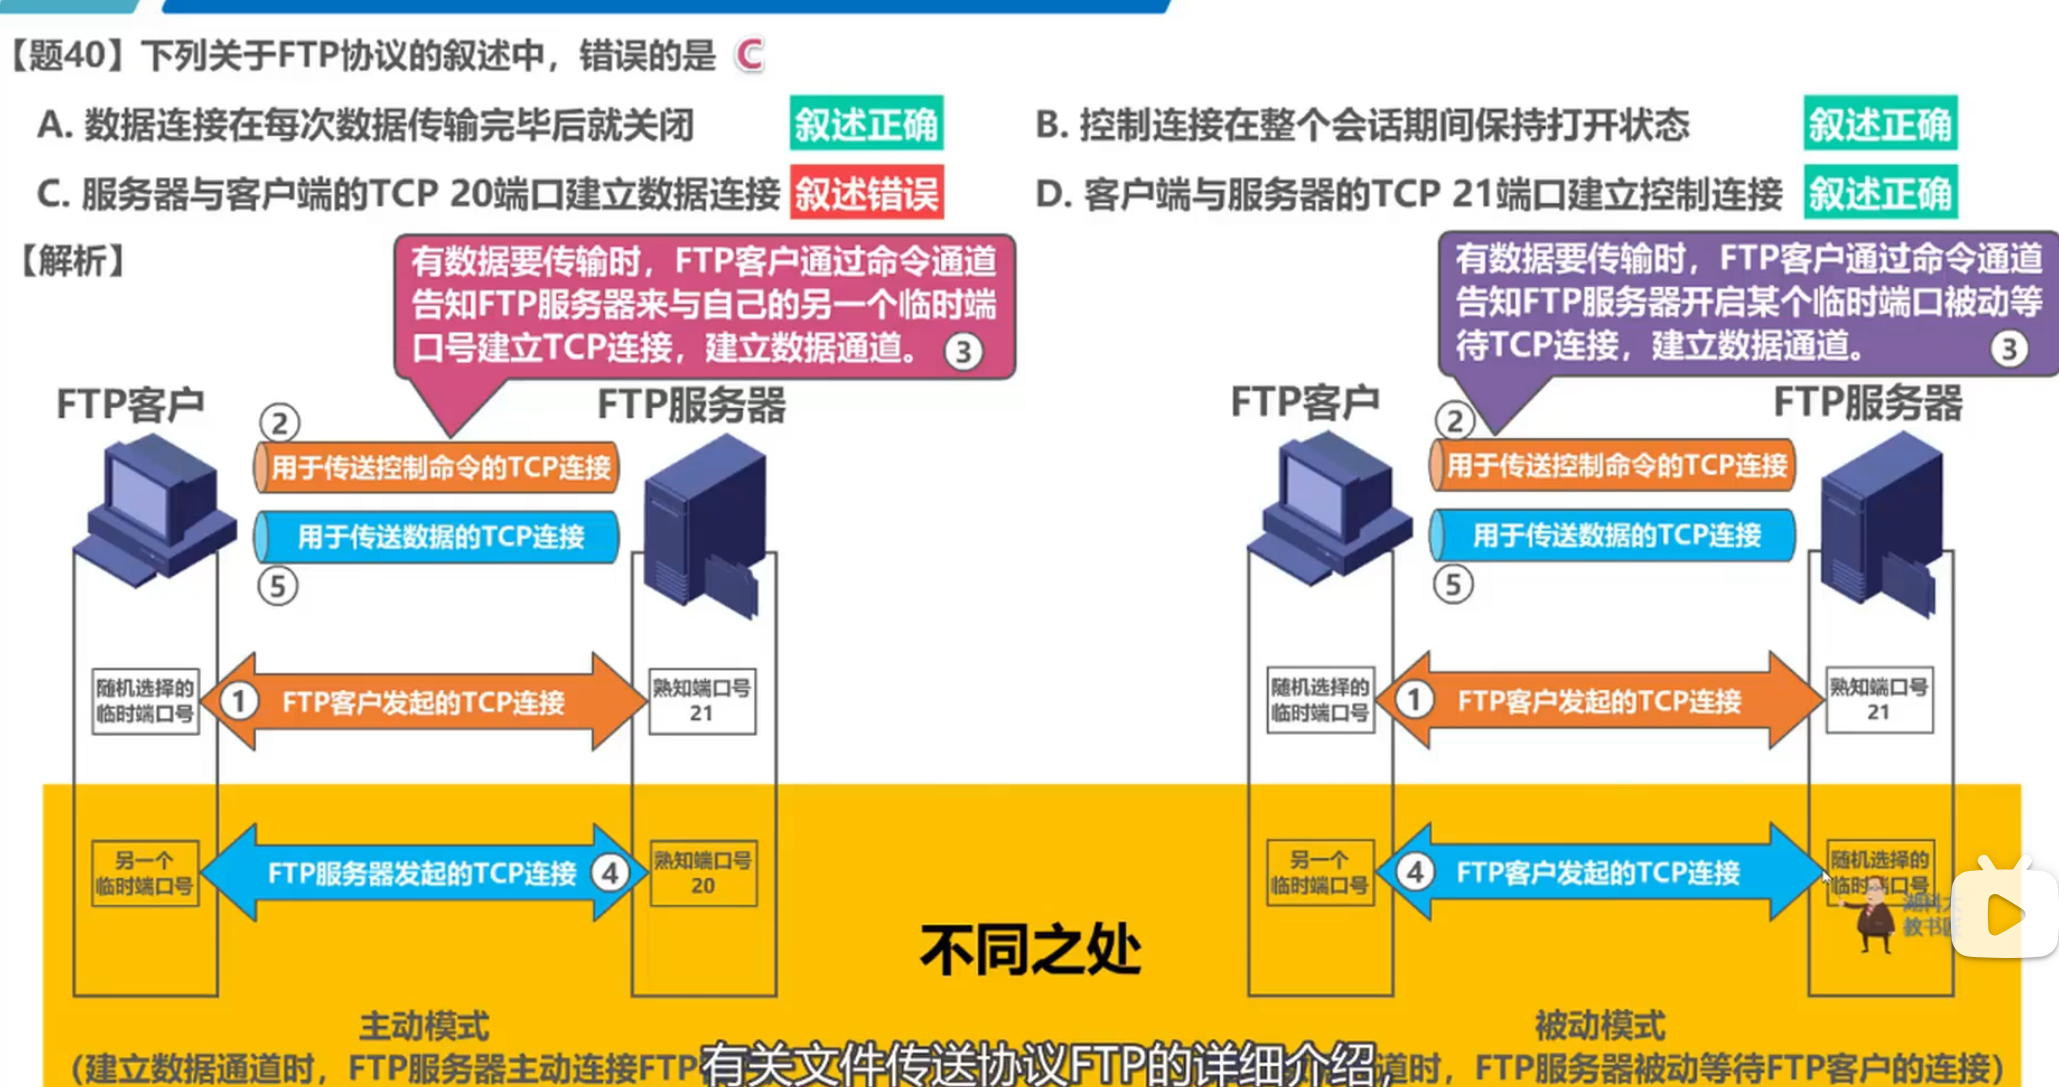 【题40】下列关于FTP协议的叙述中，错误的是 C
A. 数据连接在每次数据传输完毕后就关闭 叙述正确
B. 控制连接在整个会话期间保持打开状态 叙述正确
C. 服务器与客户端的TCP 20端口建立数据连接 叙述错误
D. 客户端与服务器的TCP 21端口建立控制连接 叙述正确
【解析】
有数据要传输时，FTP客户通过命令通道
告知FTP服务器来与自己的另一个临时端
口号建立TCP连接，建立数据通道。 ③
FTP客户
FTP服务器
②
用于传送控制命令的TCP连接
用于传送数据的TCP连接
⑤
随机选择的
临时端口号
① FTP客户发起的TCP连接
熟知端口号
21
另一个
临时端口号
FTP服务器发起的TCP连接 ④
熟知端口号
20
主动模式
（建立数据通道时，FTP服务器主动连接FTP
有数据要传输时，FTP客户通过命令通道
告知FTP服务器开启某个临时端口被动等
待TCP连接，建立数据通道。 ③
FTP客户
FTP服务器
②
用于传送控制命令的TCP连接
用于传送数据的TCP连接
⑤
随机选择的
临时端口号
① FTP客户发起的TCP连接
熟知端口号
21
另一个
临时端口号
④ FTP客户发起的TCP连接
随机选择的
临时端口号
湖科大
教书匠
不同之处
被动模式
道时，FTP服务器被动等待FTP客户的连接）
有关文件传送协议FTP的详细介绍，